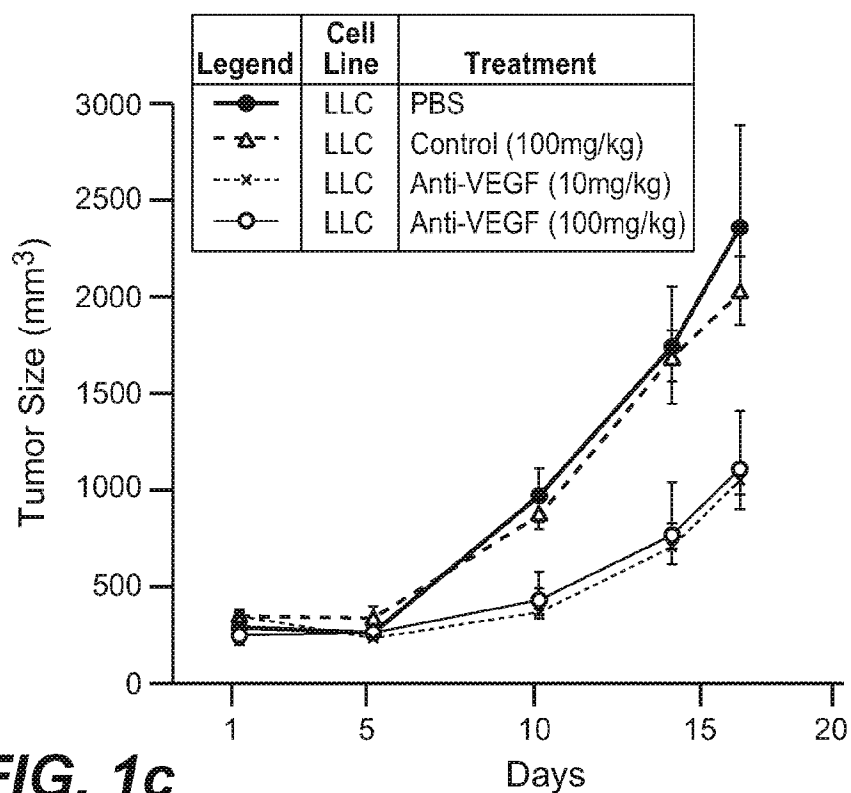 Legend Cell Line Treatment
LLC PBS
LLC Control (100mg/kg)
LLC Anti-VEGF (10mg/kg)
LLC Anti-VEGF (100mg/kg)
Tumor Size (mm³)
3000
2500
2000
1500
1000
500
0
1 5 10 15 20
Days
FIG. 1c